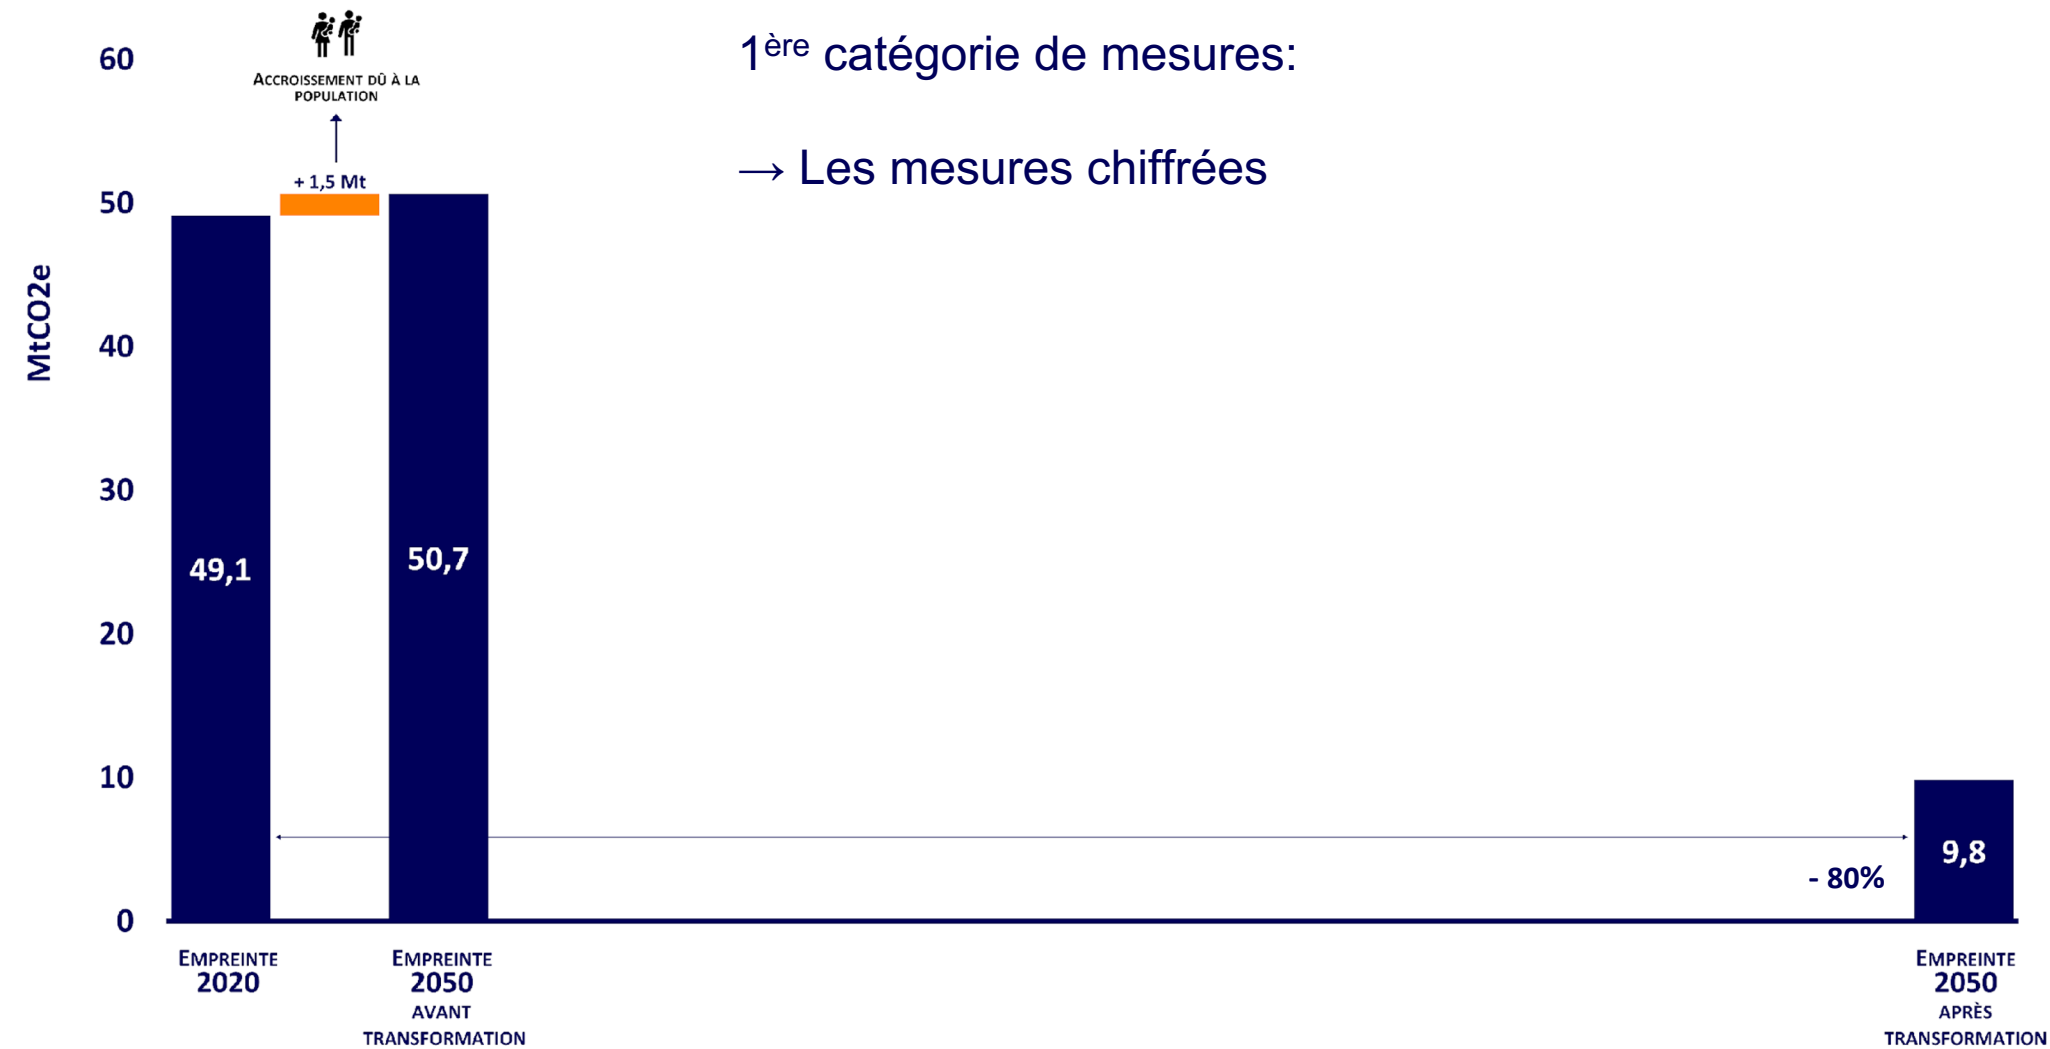 1ère catégorie de mesures:
→ Les mesures chiffrées
ACCROISSEMENT DÛ À LA
POPULATION
+ 1,5 Mt
MtCO2e
60
50
40
30
20
10
0
49,1
50,7
9,8
- 80%
EMPREINTE
2020
EMPREINTE
2050
AVANT
TRANSFORMATION
EMPREINTE
2050
APRÈS
TRANSFORMATION